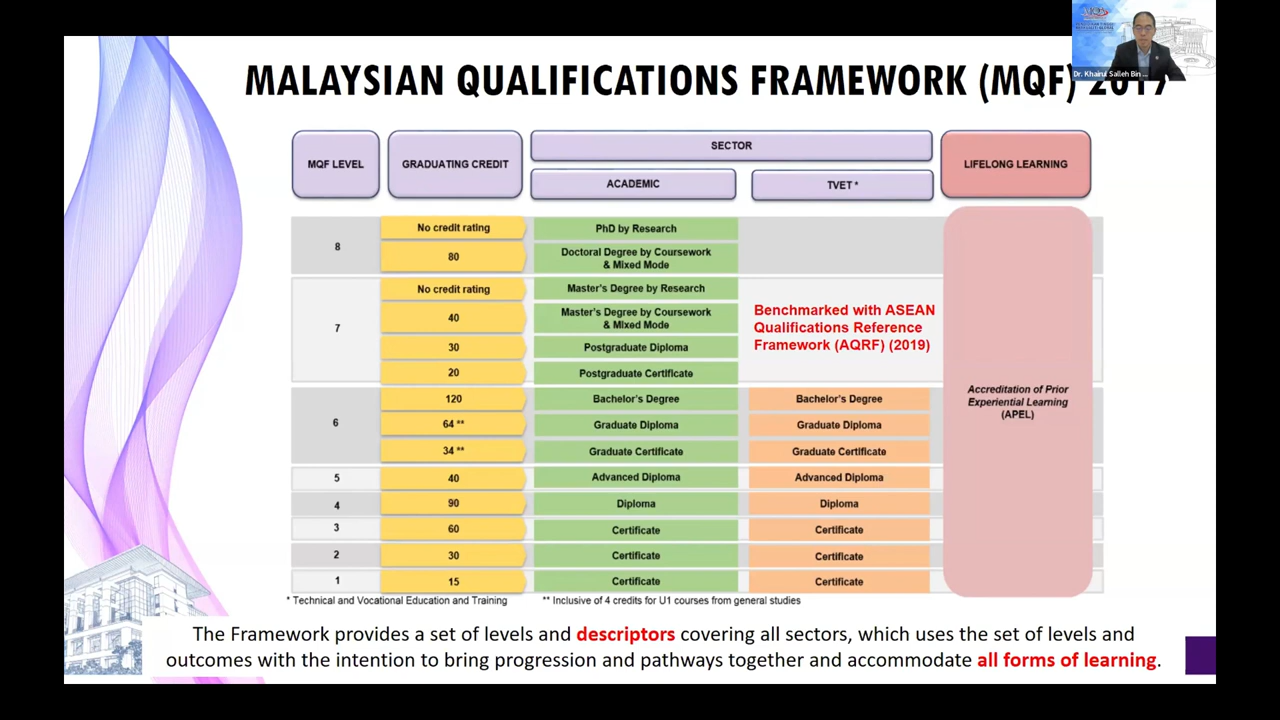 MALAYSIAN QUALIFICATIONS FRAMEWORK (MQF) 2017
Dr. Khairul Salleh Bin ...
MQF LEVEL
GRADUATING CREDIT
SECTOR
ACADEMIC
TVET *
LIFELONG LEARNING
8
No credit rating
PhD by Research
80
Doctoral Degree by Coursework
& Mixed Mode
7
No credit rating
Master's Degree by Research
40
Master's Degree by Coursework
& Mixed Mode
30
Postgraduate Diploma
20
Postgraduate Certificate
Benchmarked with ASEAN
Qualifications Reference
Framework (AQRF) (2019)
6
120
Bachelor's Degree
Bachelor's Degree
64 **
Graduate Diploma
Graduate Diploma
34 **
Graduate Certificate
Graduate Certificate
5
40
Advanced Diploma
Advanced Diploma
4
90
Diploma
Diploma
3
60
Certificate
Certificate
2
30
Certificate
Certificate
1
15
Certificate
Certificate
Accreditation of Prior
Experiential Learning
(APEL)
* Technical and Vocational Education and Training
** Inclusive of 4 credits for U1 courses from general studies
The Framework provides a set of levels and descriptors covering all sectors, which uses the set of levels and
outcomes with the intention to bring progression and pathways together and accommodate all forms of learning.